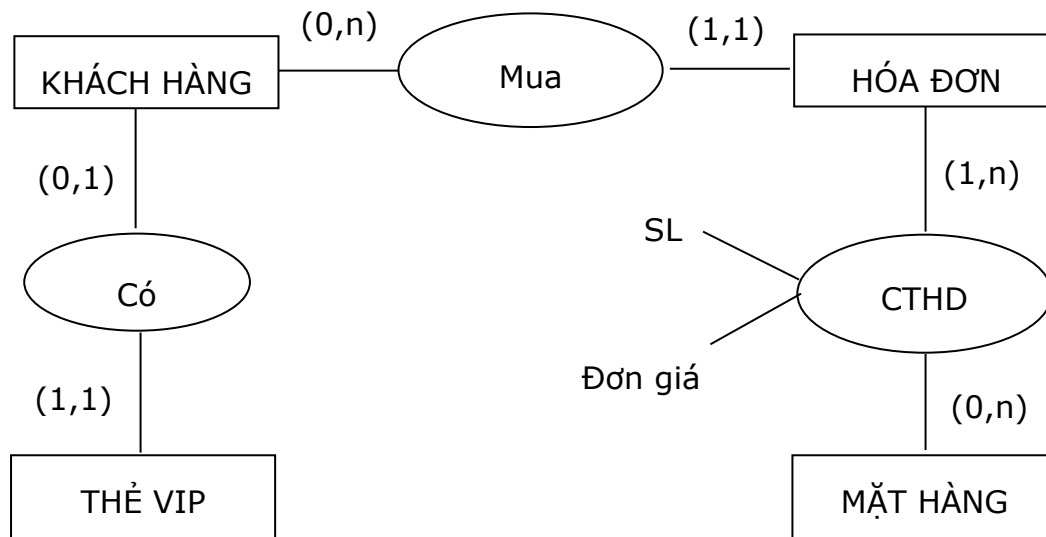 (0,n)
(1,1)
KHÁCH HÀNG
Mua
HÓA ĐƠN
(0,1)
(1,n)
SL
Có
CTHD
Đơn giá
(1,1)
(0,n)
THẺ VIP
MẶT HÀNG